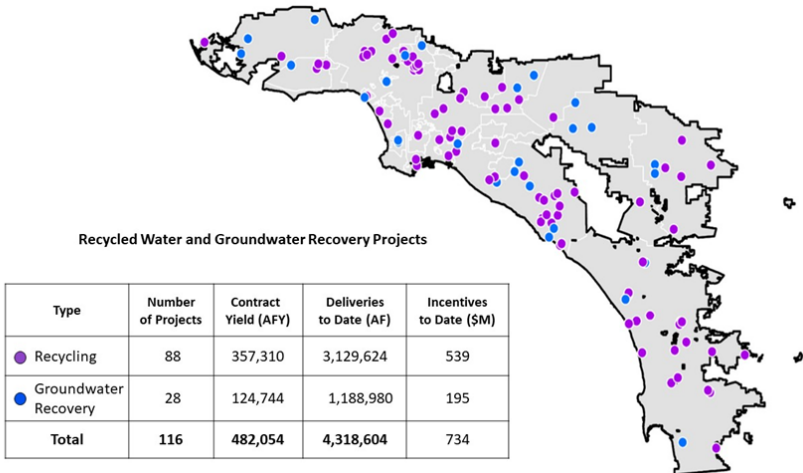 Recycled Water and Groundwater Recovery Projects
Type Number of Projects Contract Yield (AFY) Deliveries to Date (AF) Incentives to Date ($M)
Recycling 88 357,310 3,129,624 539
Groundwater Recovery 28 124,744 1,188,980 195
Total 116 482,054 4,318,604 734